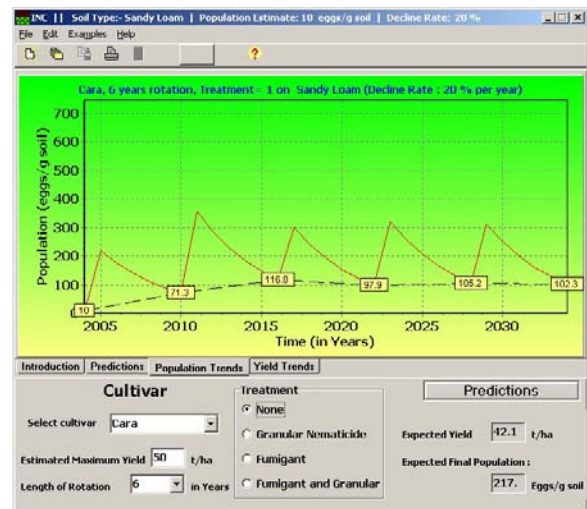 INC || Soil Type:- Sandy Loam | Population Estimate: 10 eggs/g soil | Decline Rate: 20 %
File Edit Examples Help
?
Cara, 6 years rotation, Treatment= 1 on Sandy Loam (Decline Rate : 20 % per year)
Population (eggs/g soil)
700
600
500
400
300
200
100
0
10
71.3
116.8
97.9
105.2
102.3
2005 2010 2015 2020 2025 2030
Time (in Years)
Introduction Predictions Population Trends Yield Trends
Cultivar
Select cultivar Cara
Estimated Maximum Yield 50 t/ha
Length of Rotation 6 in Years
Treatment
None
Granular Nematicide
Fumigant
Fumigant and Granular
Predictions
Expected Yield 42.1 t/ha
Expected Final Population :
217. Eggs/g soil